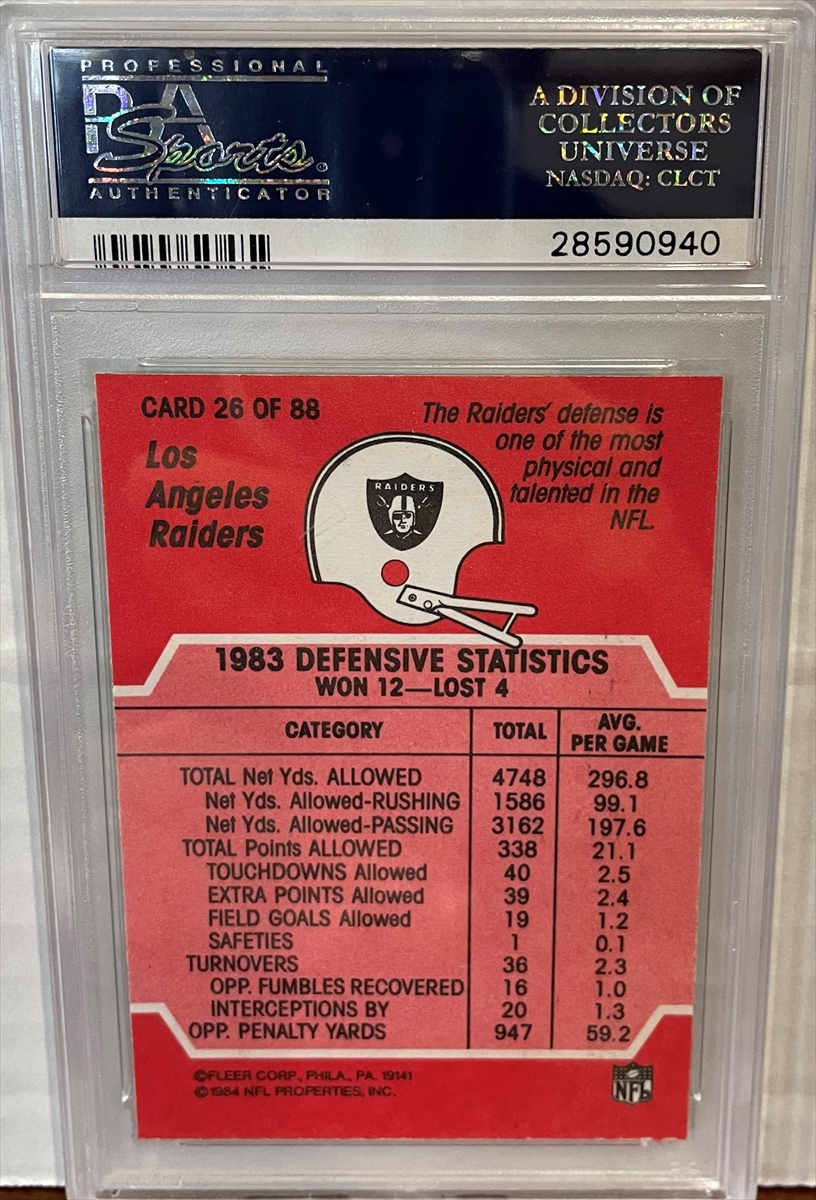 PROFESSIONAL
PSA
Sports®
AUTHENTICATOR
A DIVISION OF
COLLECTORS
UNIVERSE
NASDAQ: CLCT
28590940
CARD 26 OF 88
Los
Angeles
Raiders
The Raiders' defense is
one of the most
physical and
talented in the
NFL.
RAIDERS
1983 DEFENSIVE STATISTICS
WON 12—LOST 4
CATEGORY TOTAL AVG. PER GAME
TOTAL Net Yds. ALLOWED 4748 296.8
Net Yds. Allowed-RUSHING 1586 99.1
Net Yds. Allowed-PASSING 3162 197.6
TOTAL Points ALLOWED 338 21.1
TOUCHDOWNS Allowed 40 2.5
EXTRA POINTS Allowed 39 2.4
FIELD GOALS Allowed 19 1.2
SAFETIES 1 0.1
TURNOVERS 36 2.3
OPP. FUMBLES RECOVERED 16 1.0
INTERCEPTIONS BY 20 1.3
OPP. PENALTY YARDS 947 59.2
©FLEER CORP., PHILA., PA. 19141
©1984 NFL PROPERTIES, INC.
NFL